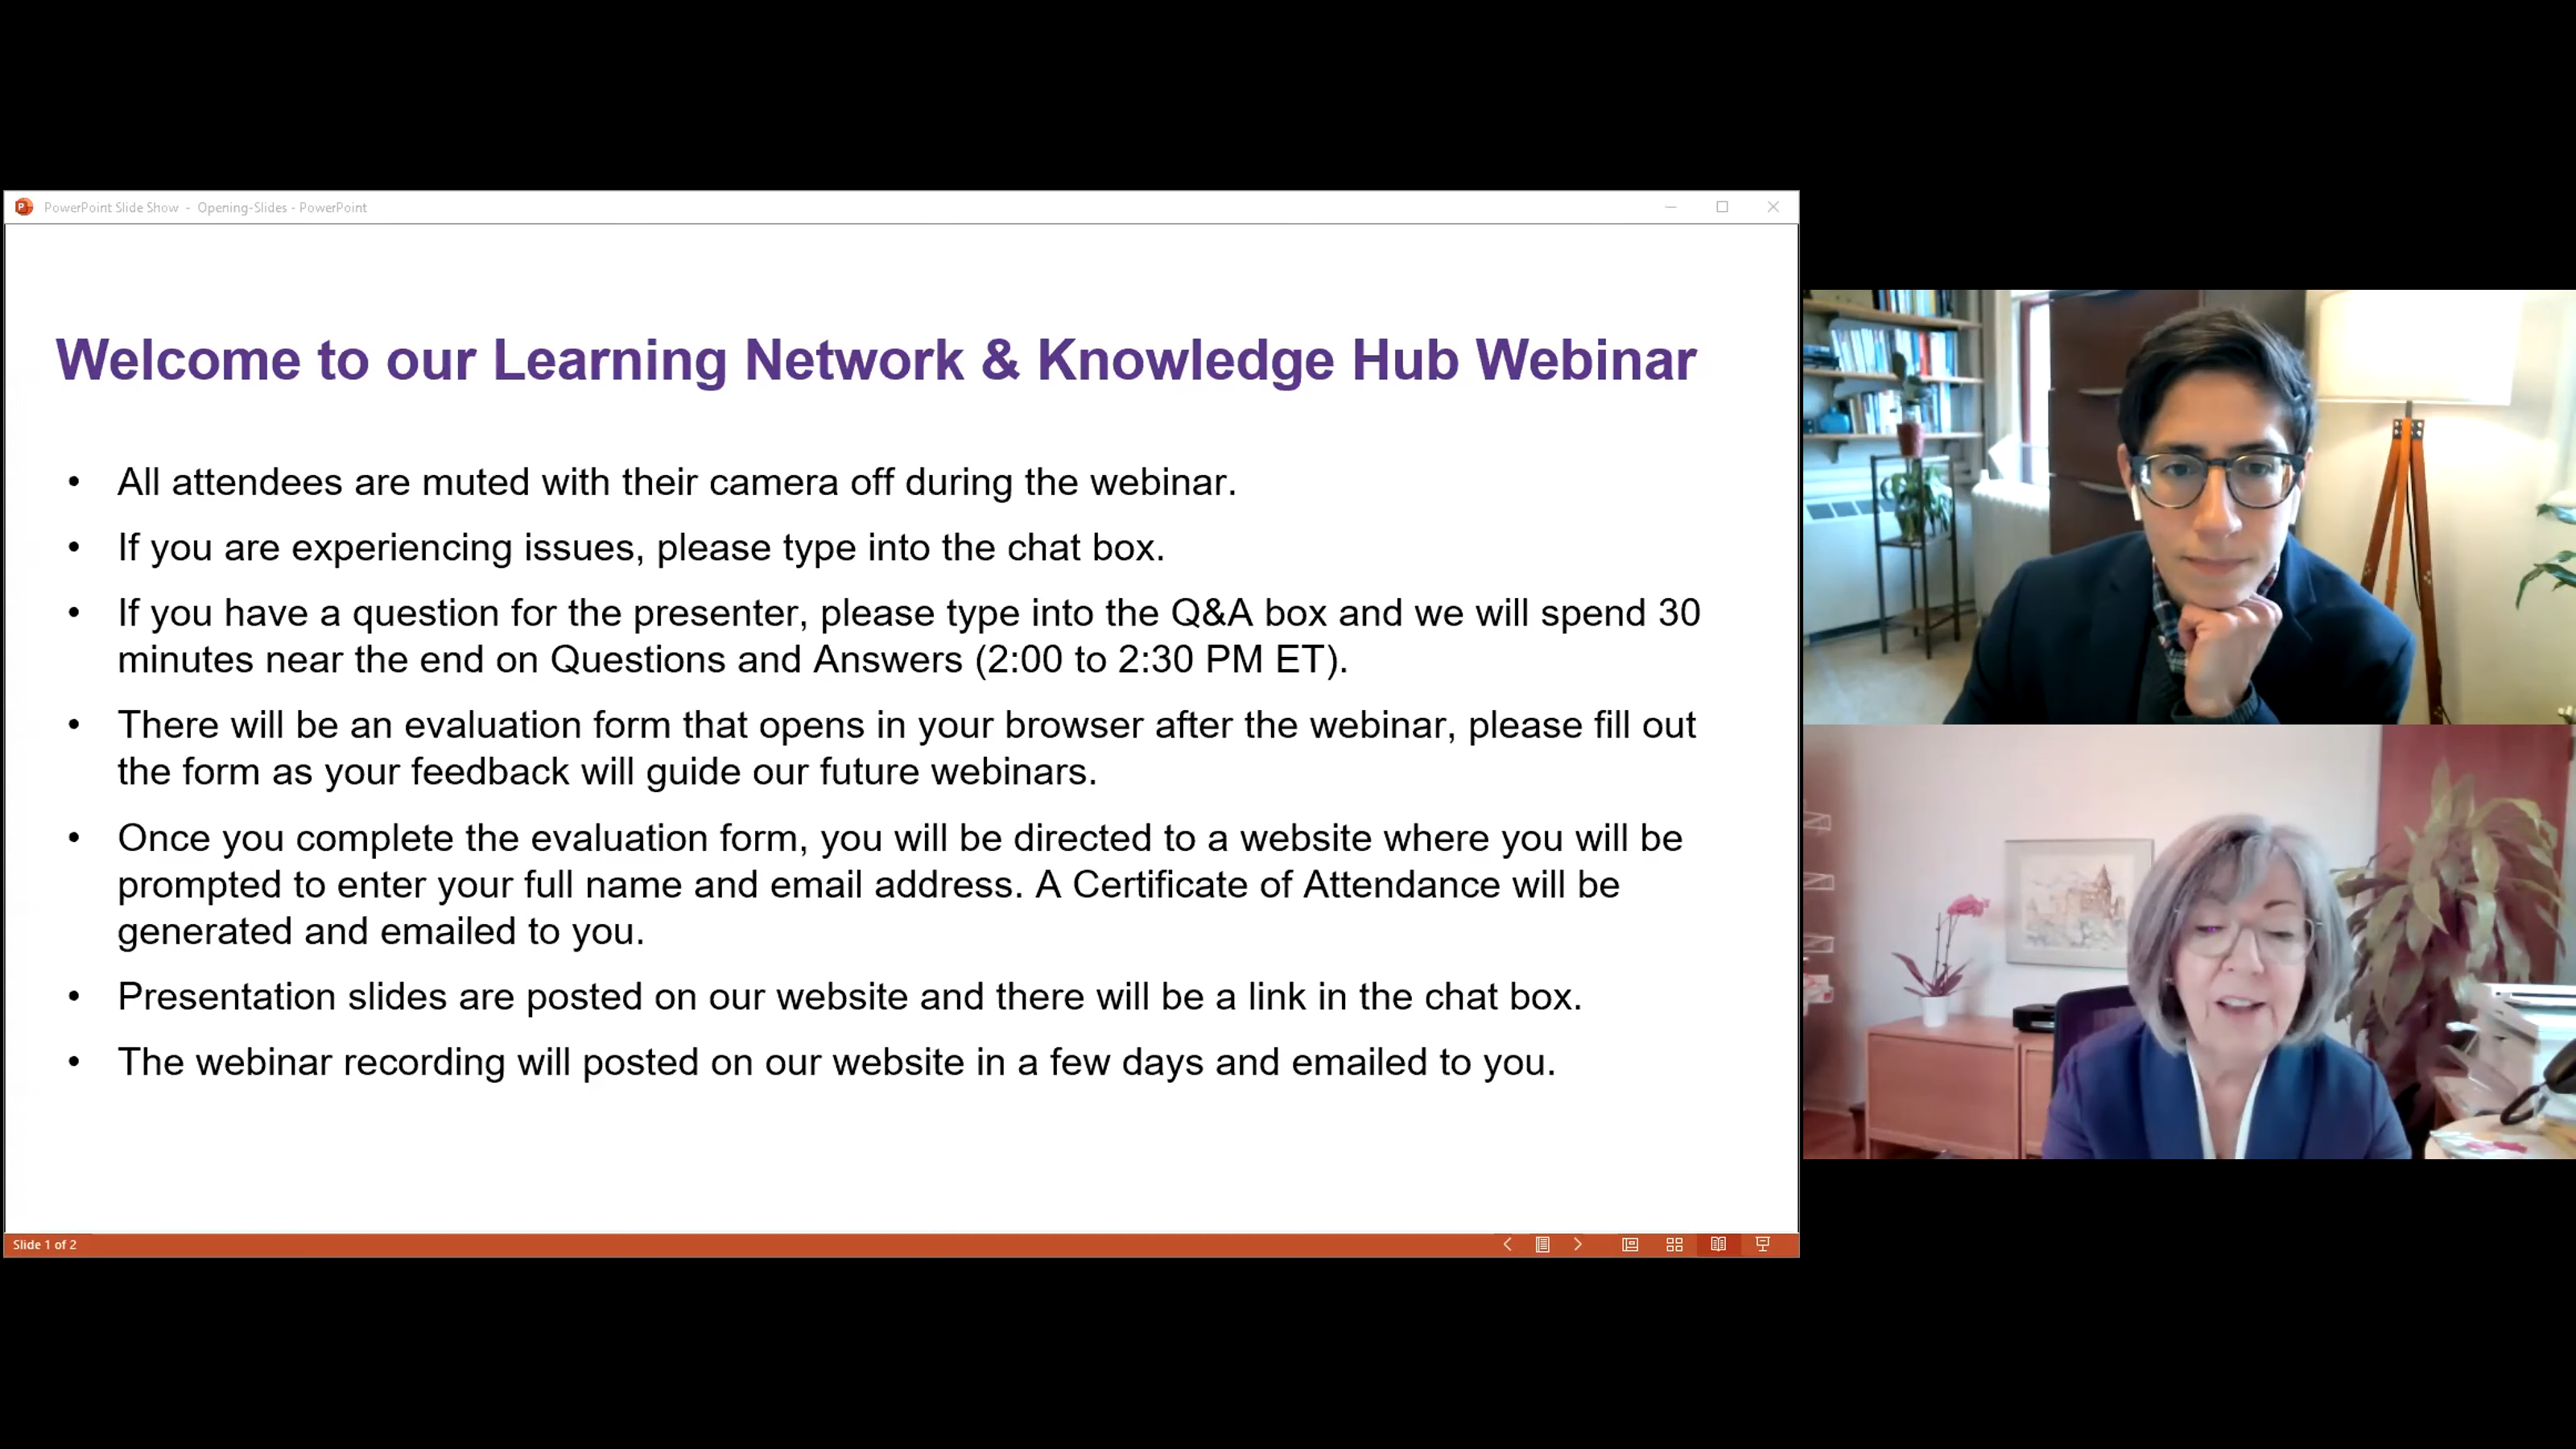 PowerPoint Slide Show - Opening-Slides - PowerPoint
Welcome to our Learning Network & Knowledge Hub Webinar
• All attendees are muted with their camera off during the webinar.
• If you are experiencing issues, please type into the chat box.
• If you have a question for the presenter, please type into the Q&A box and we will spend 30
minutes near the end on Questions and Answers (2:00 to 2:30 PM ET).
• There will be an evaluation form that opens in your browser after the webinar, please fill out
the form as your feedback will guide our future webinars.
• Once you complete the evaluation form, you will be directed to a website where you will be
prompted to enter your full name and email address. A Certificate of Attendance will be
generated and emailed to you.
• Presentation slides are posted on our website and there will be a link in the chat box.
• The webinar recording will posted on our website in a few days and emailed to you.
Slide 1 of 2